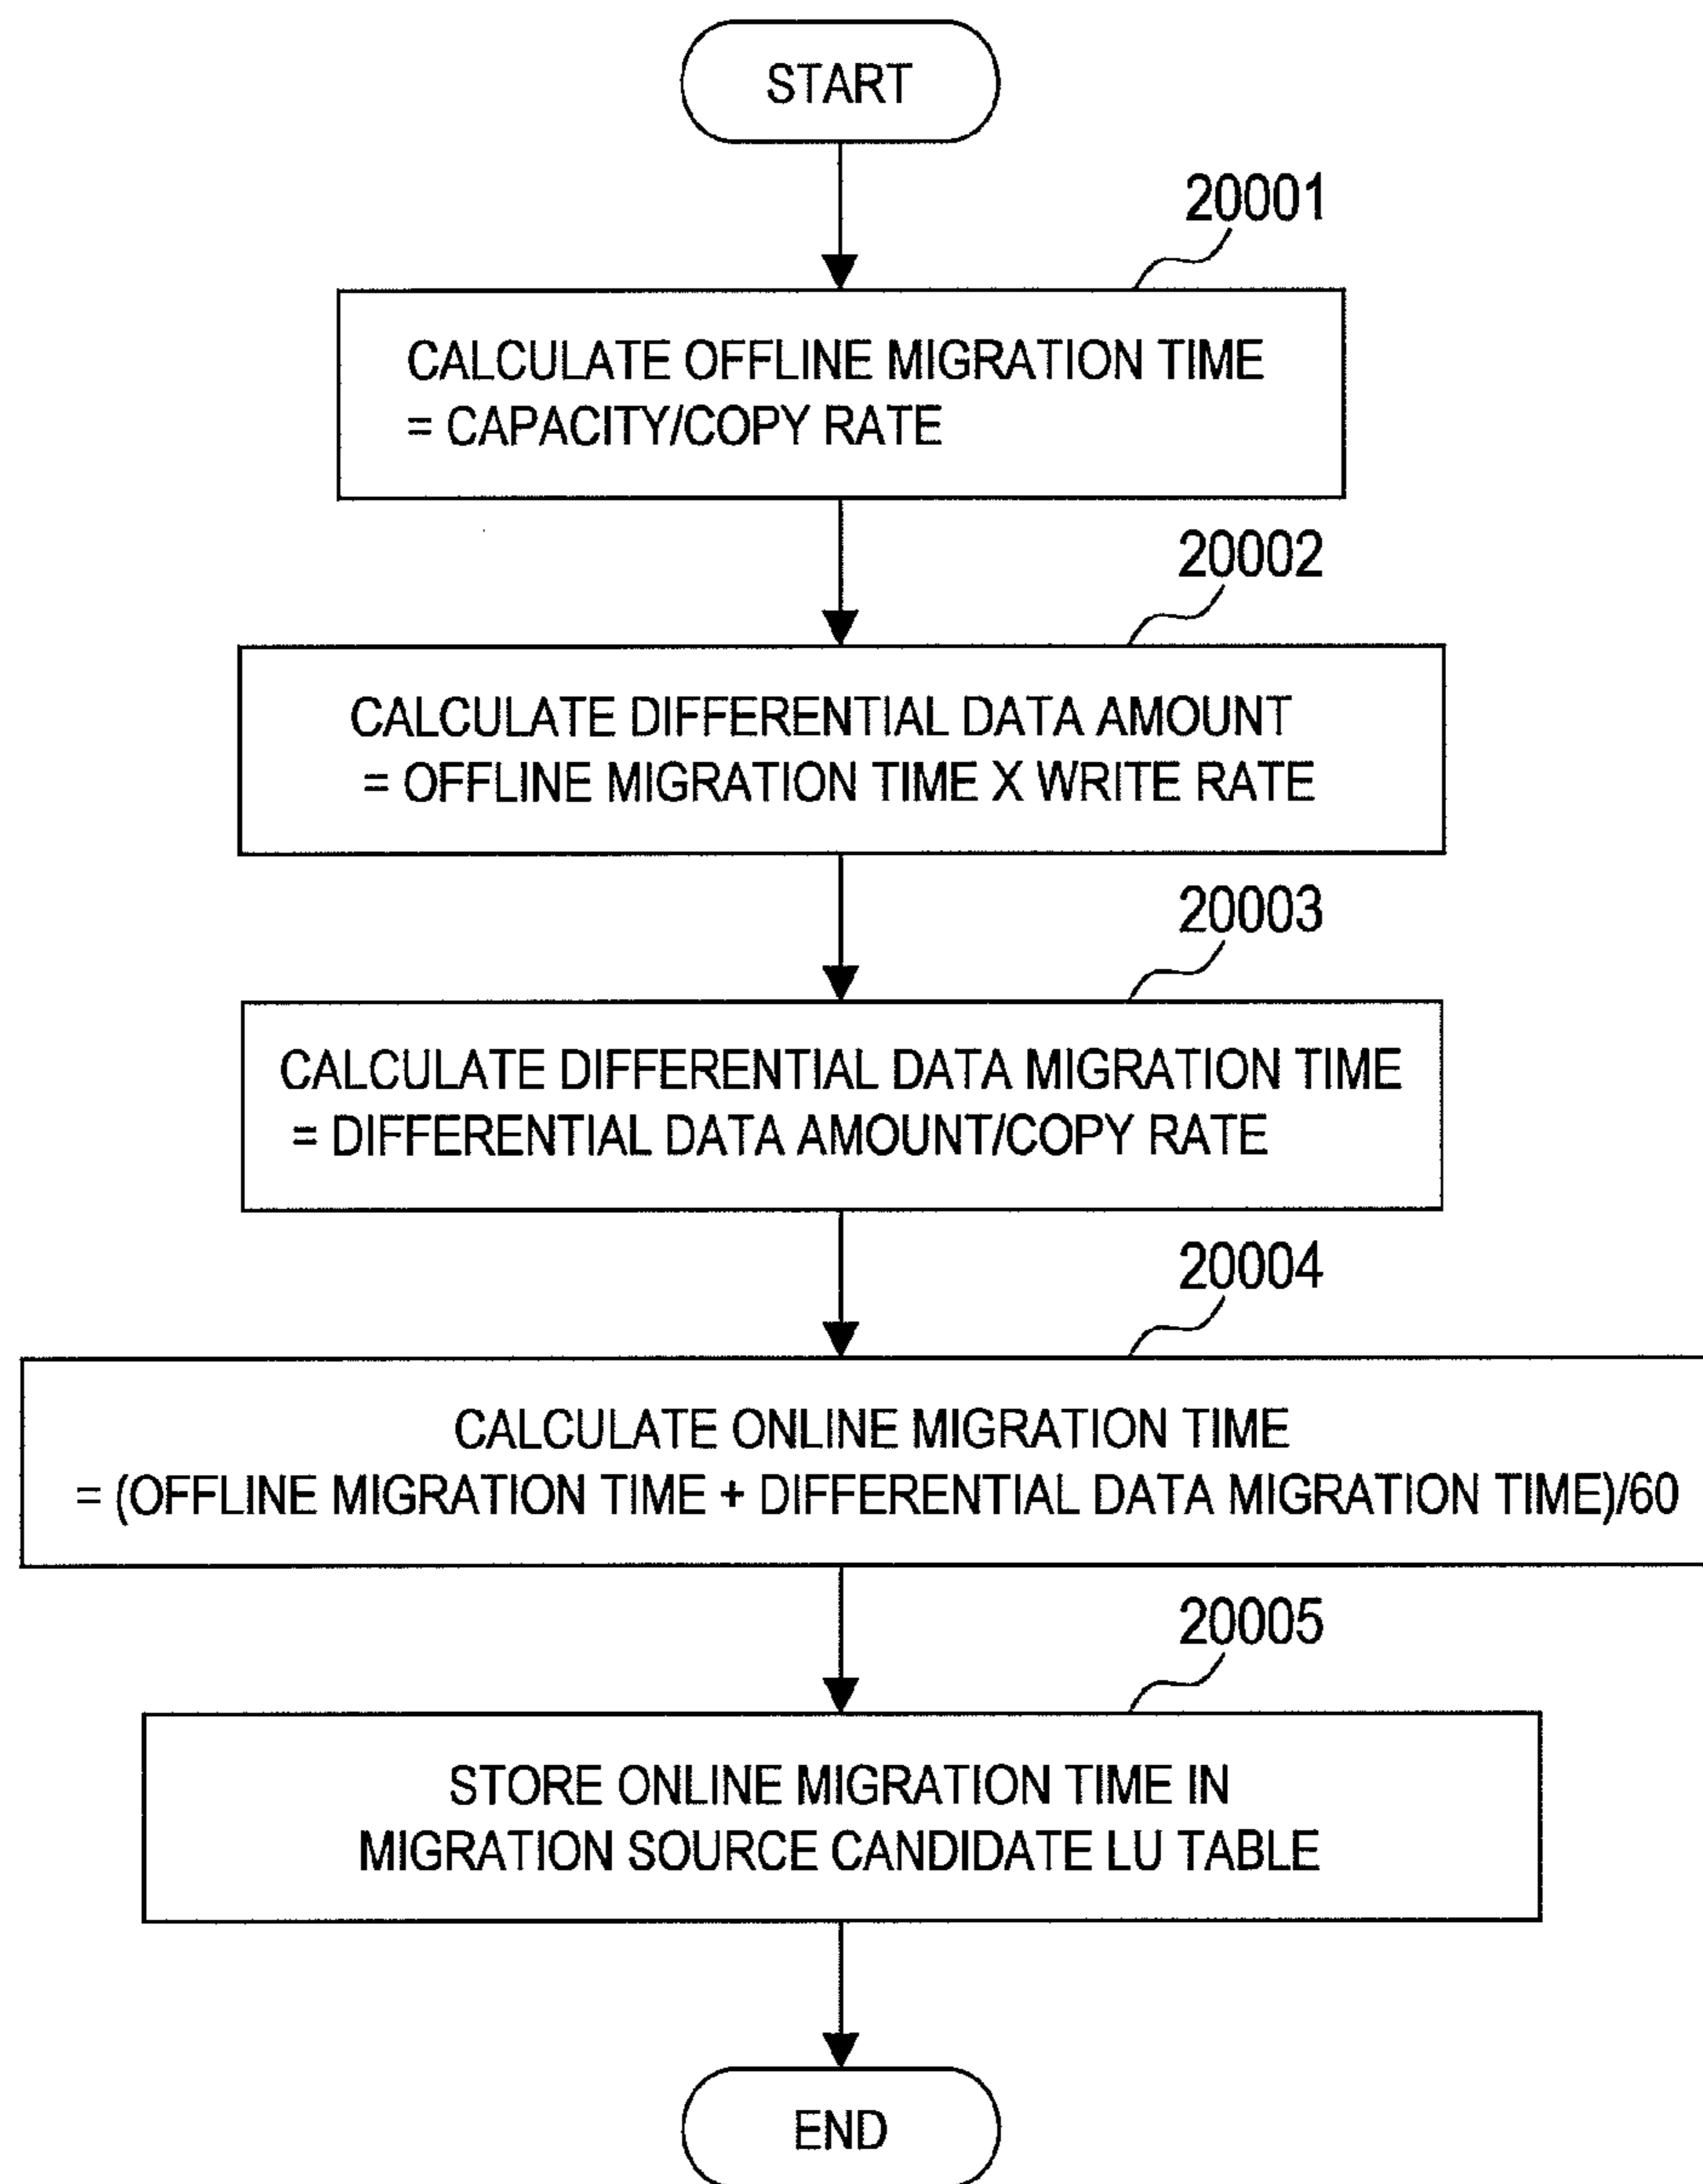 START
20001
CALCULATE OFFLINE MIGRATION TIME
= CAPACITY/COPY RATE
20002
CALCULATE DIFFERENTIAL DATA AMOUNT
= OFFLINE MIGRATION TIME X WRITE RATE
20003
CALCULATE DIFFERENTIAL DATA MIGRATION TIME
= DIFFERENTIAL DATA AMOUNT/COPY RATE
20004
CALCULATE ONLINE MIGRATION TIME
= (OFFLINE MIGRATION TIME + DIFFERENTIAL DATA MIGRATION TIME)/60
20005
STORE ONLINE MIGRATION TIME IN
MIGRATION SOURCE CANDIDATE LU TABLE
END